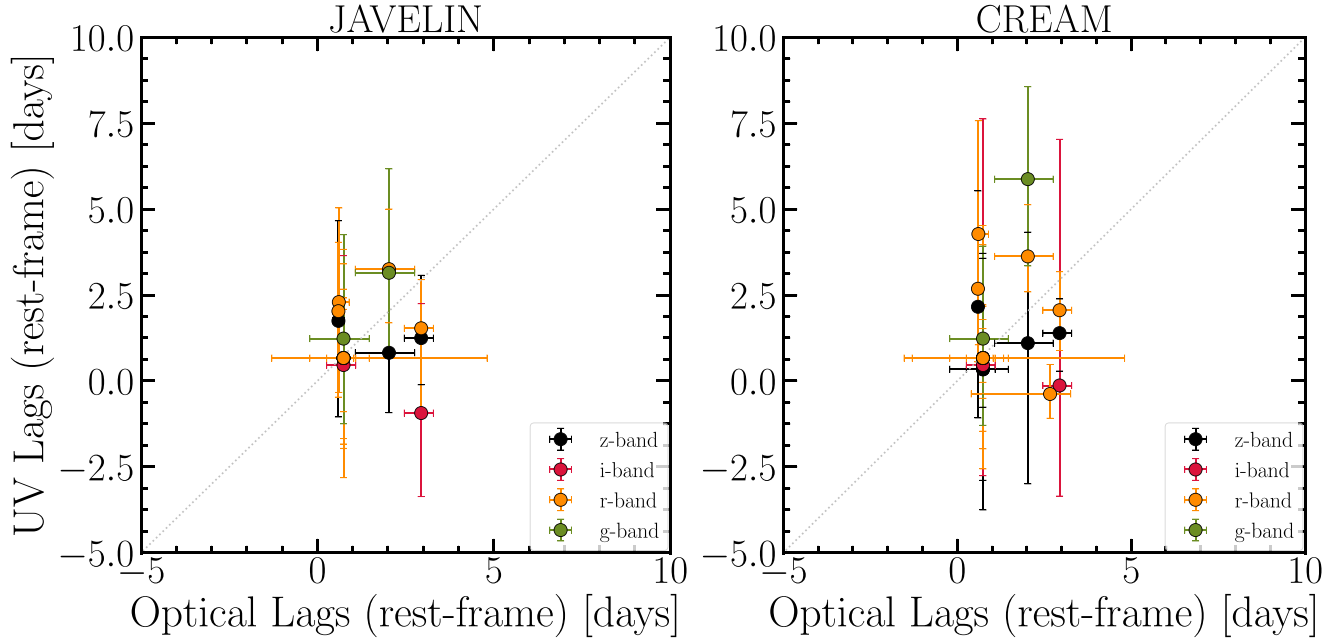 JAVELIN
CREAM
UV Lags (rest-frame) [days]
10.0
7.5
5.0
2.5
0.0
−2.5
−5.0
−5
0
5
10
Optical Lags (rest-frame) [days]
z-band
i-band
r-band
g-band
10.0
7.5
5.0
2.5
0.0
−2.5
−5.0
−5
0
5
10
Optical Lags (rest-frame) [days]
z-band
i-band
r-band
g-band